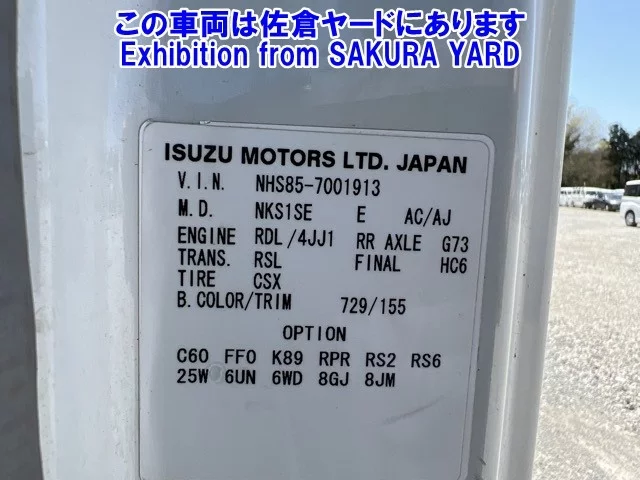 この車両は佐倉ヤードにあります
Exhibition from SAKURA YARD
ISUZU MOTORS LTD. JAPAN
V.I.N. NHS85-7001913
M.D. NKS1SE E AC/AJ
ENGINE RDL/4JJ1 RR AXLE G73
TRANS. RSL FINAL HC6
TIRE CSX
B.COLOR/TRIM 729/155
OPTION
C60 FF0 K89 RPR RS2 RS6
25W 6UN 6WD 8GJ 8JM